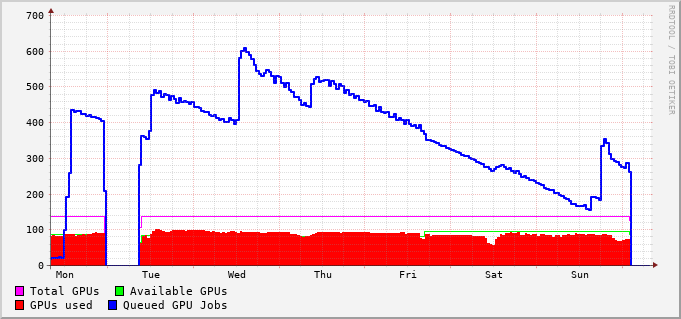 700
600
500
400
300
200
100
0
Mon Tue Wed Thu Fri Sat Sun
Total GPUs Available GPUs
GPUs used Queued GPU Jobs
RRDTOOL / TOBI OETIKER